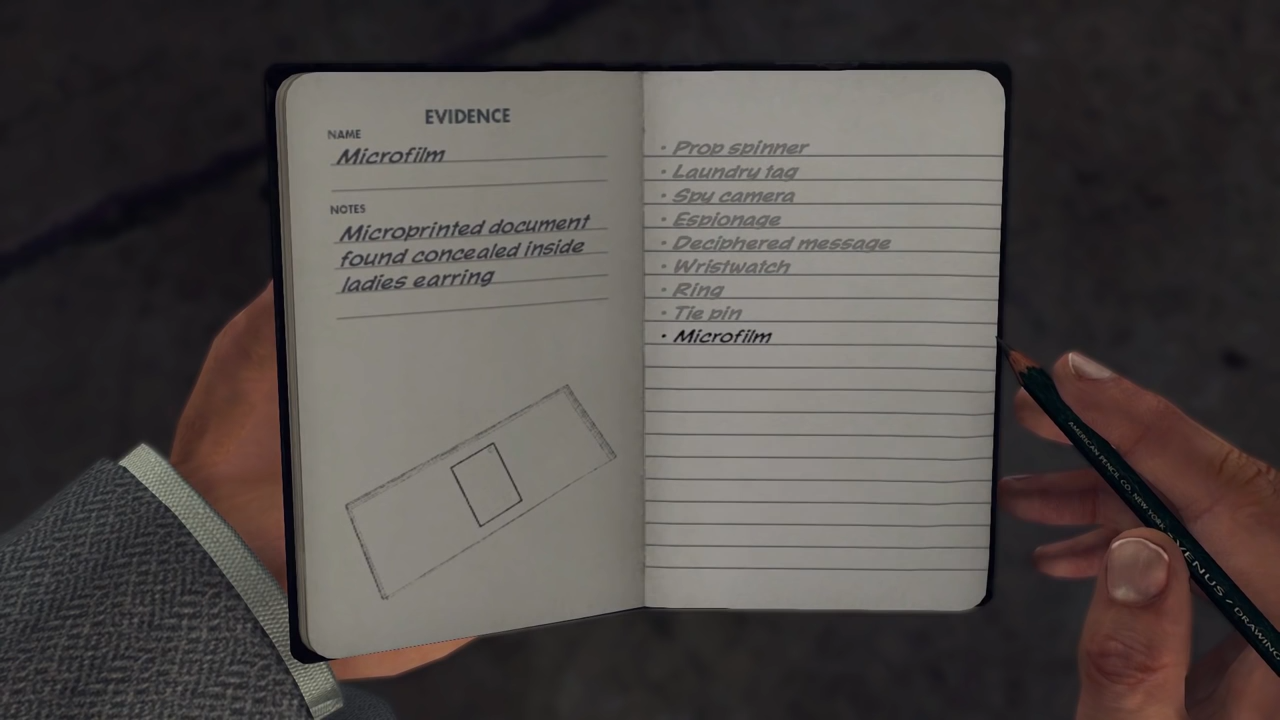 EVIDENCE
NAME
Microfilm
NOTES
Microprinted document
found concealed inside
ladies earring
· Prop spinner
· Laundry tag
· Spy camera
· Espionage
· Deciphered message
· Wristwatch
· Ring
· Tie pin
· Microfilm
AMERICAN PENCIL CO. NEW YORK VENUS / DRAWING